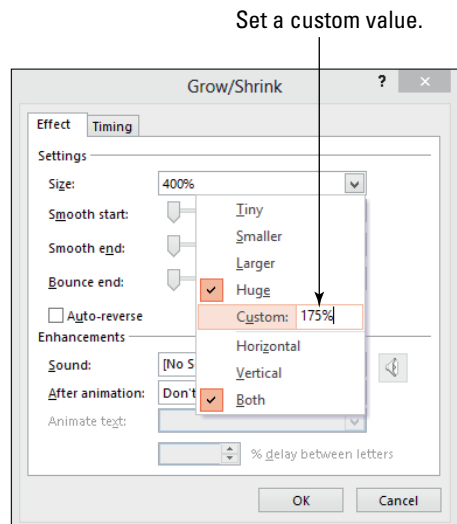 Set a custom value.
Grow/Shrink ?
Effect Timing
Settings
Size: 400%
Smooth start:
Smooth end:
Bounce end:
Auto-reverse
Tiny
Smaller
Larger
Huge
Custom: 175%
Horizontal
Vertical
Both
Enhancements
Sound: [No S
After animation: Don't
Animate text:
% delay between letters
OK Cancel